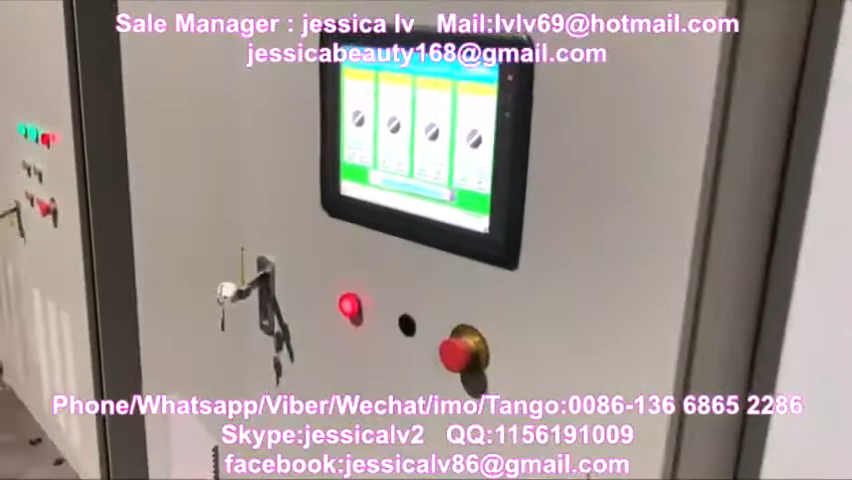 Sale Manager : jessica lv Mail:lvlv69@hotmail.com
jessicabeauty168@gmail.com
Phone/Whatsapp/Viber/Wechat/imo/Tango:0086-136 6865 2286
Skype:jessicalv2 QQ:1156191009
facebook:jessicalv86@gmail.com